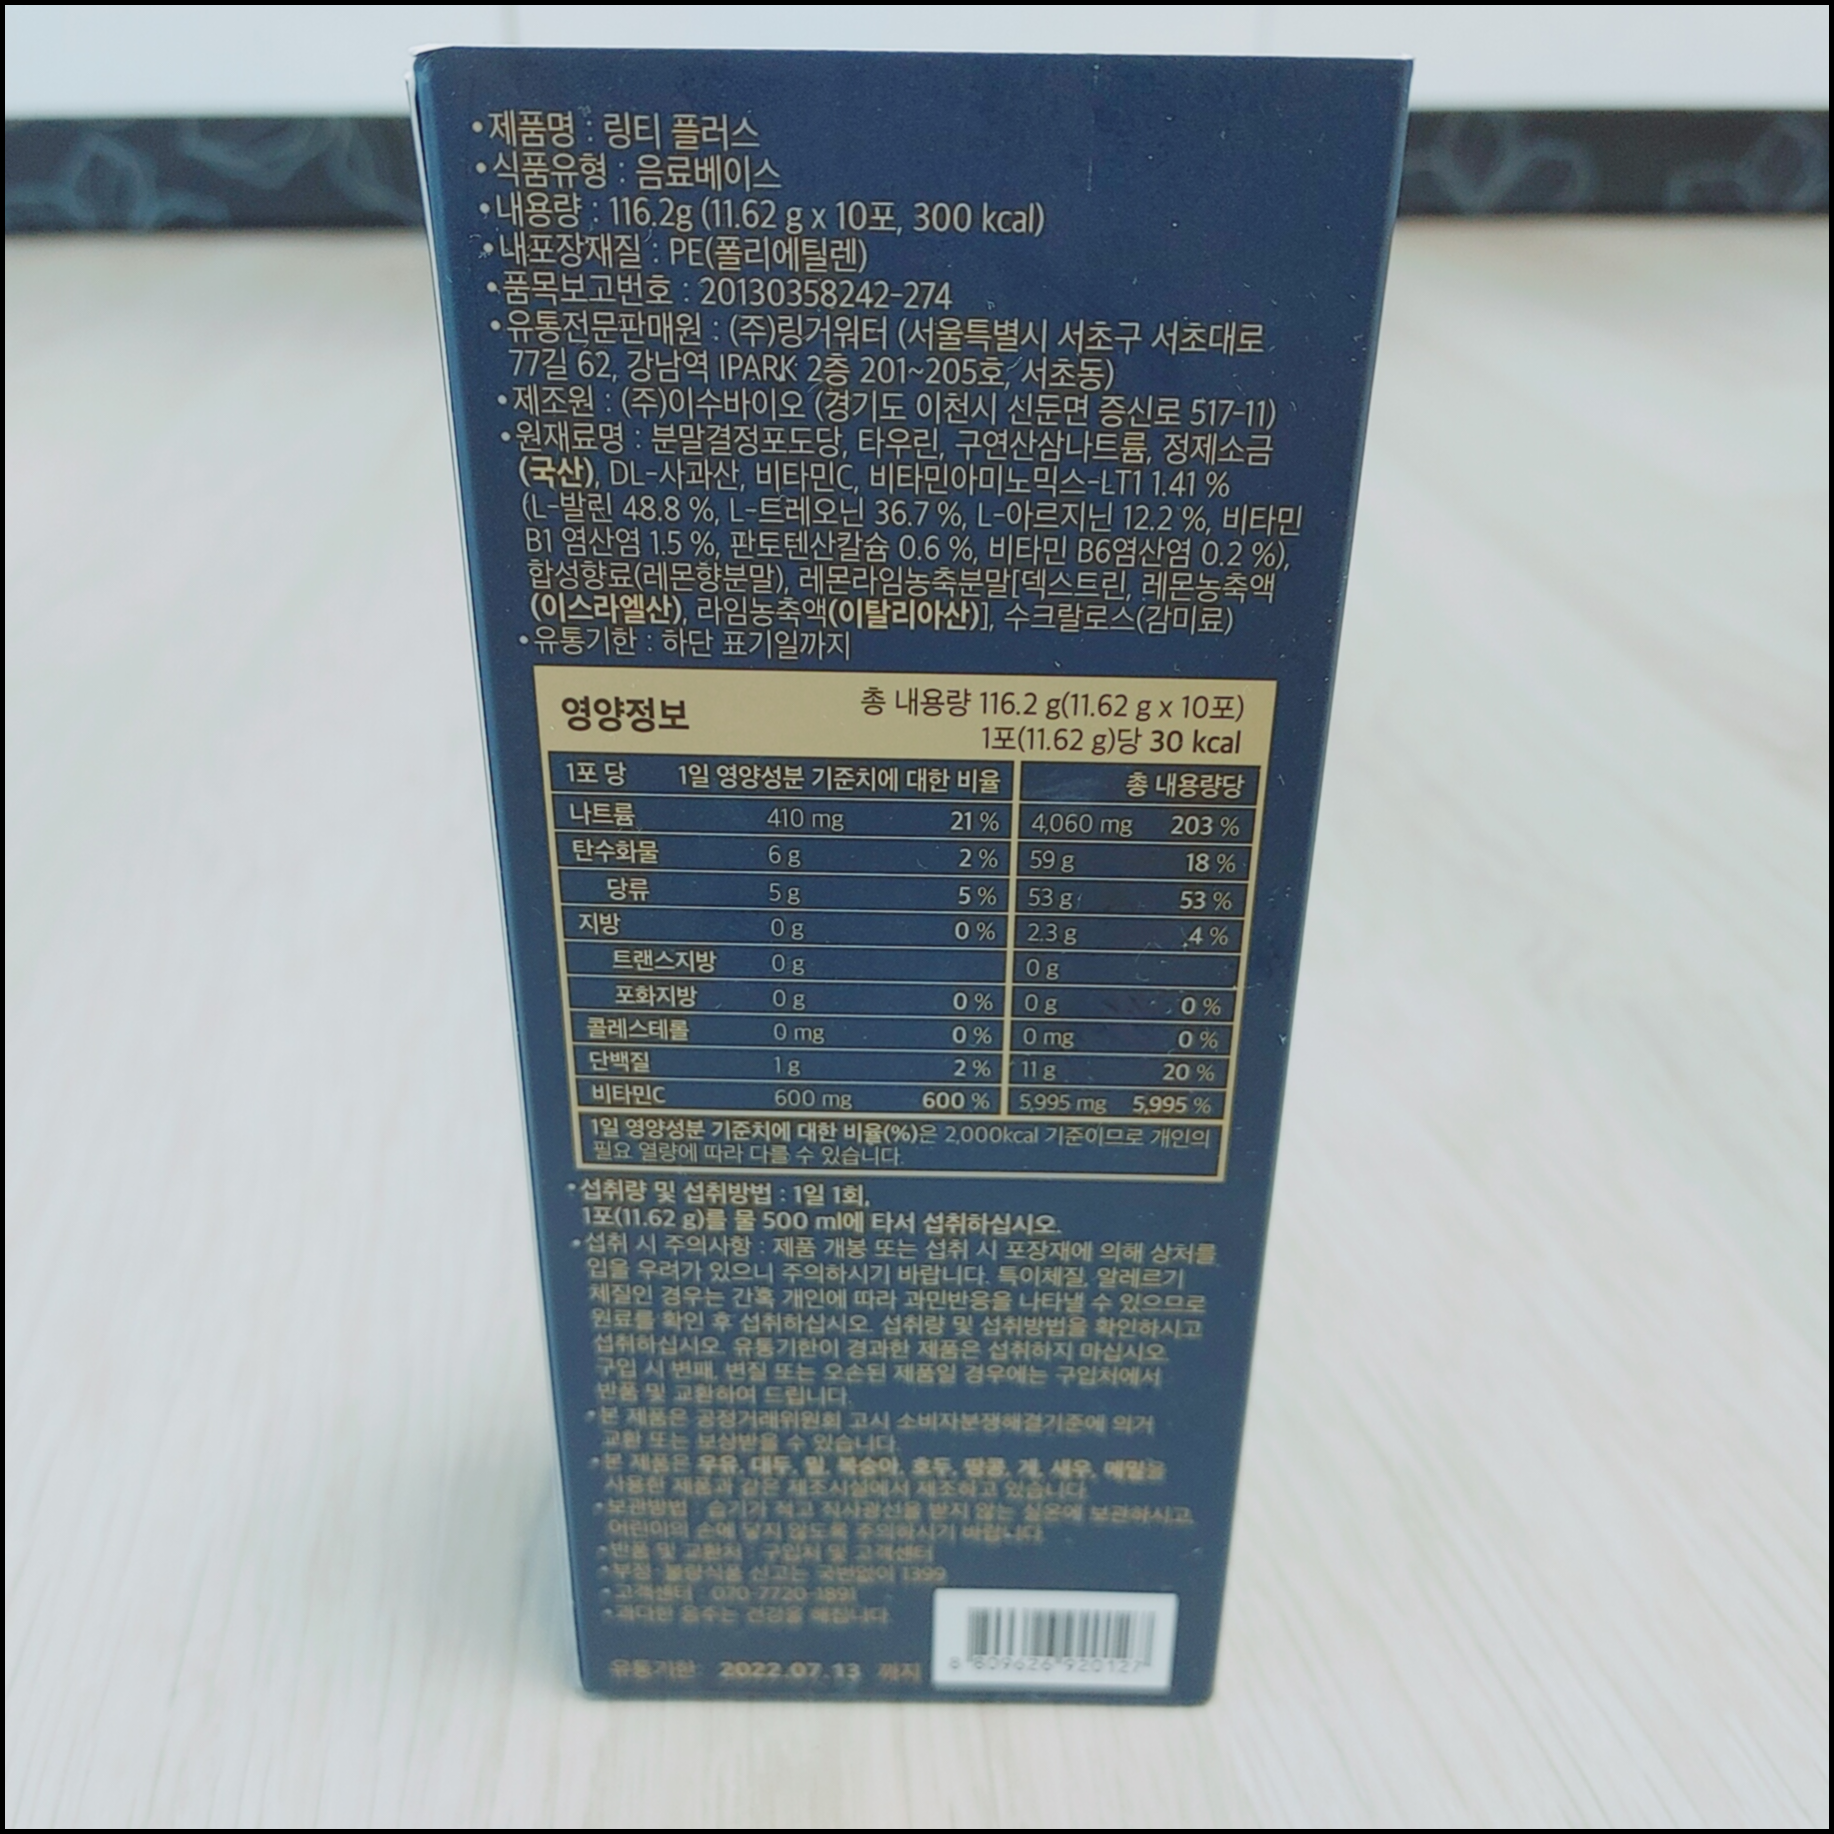 •제품명 : 링티 플러스
•식품유형 : 음료베이스
•내용량 : 116.2g (11.62 g x 10포, 300 kcal)
•내포장재질 : PE(폴리에틸렌)
•품목보고번호 : 20130358242-274
•유통전문판매원 : (주)링거워터 (서울특별시 서초구 서초대로
77길 62, 강남역 IPARK 2층 201~205호, 서초동)
•제조원 : (주)이수바이오 (경기도 이천시 신둔면 증신로 517-11)
•원재료명 : 분말결정포도당, 타우린, 구연산삼나트륨, 정제소금
(국산), DL-사과산, 비타민C, 비타민아미노믹스-LT1 1.41 %
(L-발린 48.8 %, L-트레오닌 36.7 %, L-아르지닌 12.2 %, 비타민
B1 염산염 1.5 %, 판토텐산칼슘 0.6 %, 비타민 B6염산염 0.2 %),
합성향료(레몬향분말), 레몬라임농축분말[덱스트린, 레몬농축액
(이스라엘산), 라임농축액(이탈리아산)], 수크랄로스(감미료)
•유통기한 : 하단 표기일까지
영양정보 총 내용량 116.2 g(11.62 g x 10포)
1포(11.62 g)당 30 kcal
1포 당 1일 영양성분 기준치에 대한 비율 총 내용량당
나트륨 410 mg 21 % 4,060 mg 203 %
탄수화물 6 g 2 % 59 g 18 %
당류 5 g 5 % 53 g 53 %
지방 0 g 0 % 2.3 g 4 %
트랜스지방 0 g 0 g
포화지방 0 g 0 % 0 g 0 %
콜레스테롤 0 mg 0 % 0 mg 0 %
단백질 1 g 2 % 11 g 20 %
비타민C 600 mg 600 % 5,995 mg 5,995 %
1일 영양성분 기준치에 대한 비율(%)은 2,000kcal 기준이므로 개인의
필요 열량에 따라 다를 수 있습니다.
•섭취량 및 섭취방법 : 1일 1회,
1포(11.62 g)를 물 500 ml에 타서 섭취하십시오.
•섭취 시 주의사항 : 제품 개봉 또는 섭취 시 포장재에 의해 상처를
입을 우려가 있으니 주의하시기 바랍니다. 특이체질, 알레르기
체질인 경우는 간혹 개인에 따라 과민반응을 나타낼 수 있으므로
원료를 확인 후 섭취하십시오. 섭취량 및 섭취방법을 확인하시고
섭취하십시오. 유통기한이 경과한 제품은 섭취하지 마십시오.
구입 시 변패, 변질 또는 오손된 제품일 경우에는 구입처에서
반품 및 교환하여 드립니다.
•본 제품은 공정거래위원회 고시 소비자분쟁해결기준에 의거
교환 또는 보상받을 수 있습니다.
•본 제품은 우유, 대두, 밀, 복숭아, 호두, 땅콩, 게, 새우, 메밀을
사용한 제품과 같은 제조시설에서 제조하고 있습니다.
•보관방법 : 습기가 적고 직사광선을 받지 않는 실온에 보관하시고
어린이의 손에 닿지 않도록 주의하시기 바랍니다.
•반품 및 교환처 : 구입처 및 고객센터
•부정·불량식품 신고는 국번없이 1399
•고객센터 : 070-7720-1891
•과다한 음주는 건강을 해칩니다.
유통기한 : 2022.07.13 까지
8 809626 920127